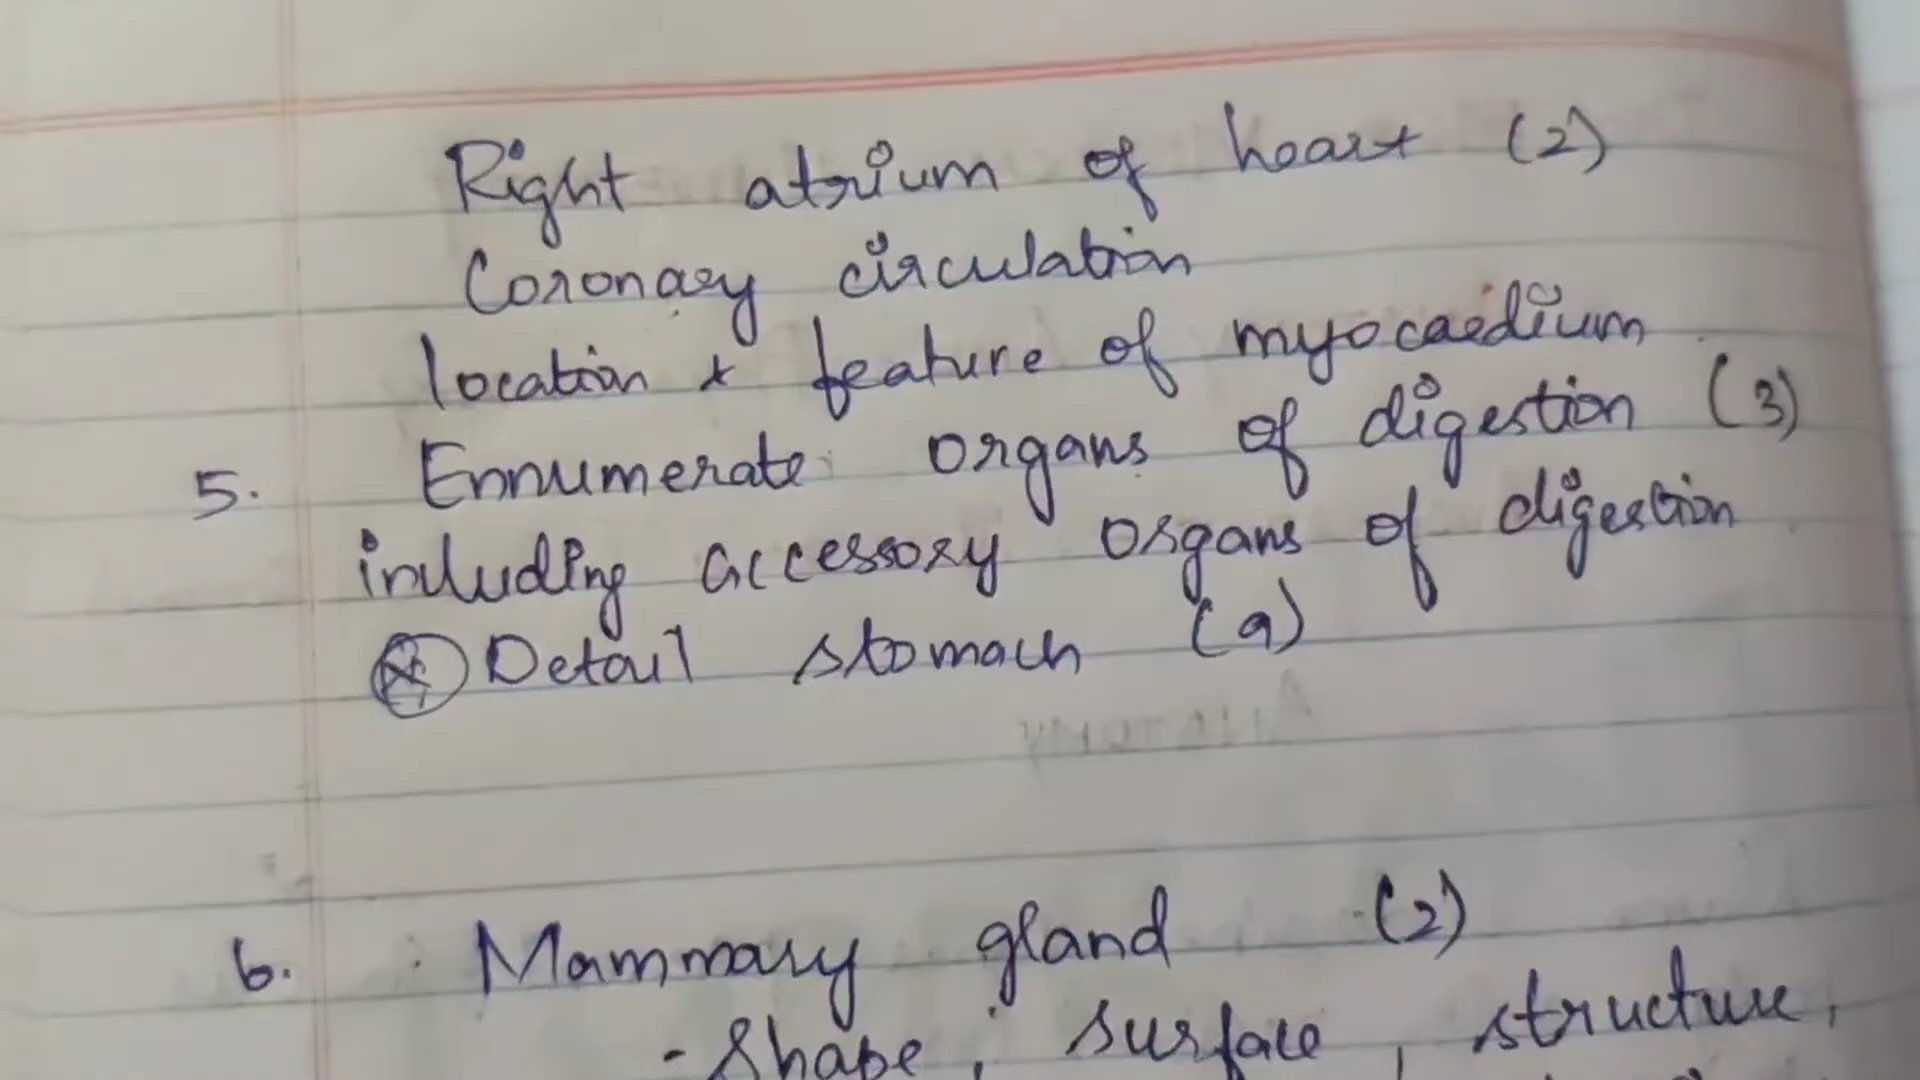 Right atrium of heart (2)
Coronary circulation
location & feature of myocardium
5. Ennumerate organs of digestion (3)
including accessory organs of digestion
Detail stomach (9)
6. Mammary gland (2)
- Shape, surface, structure,